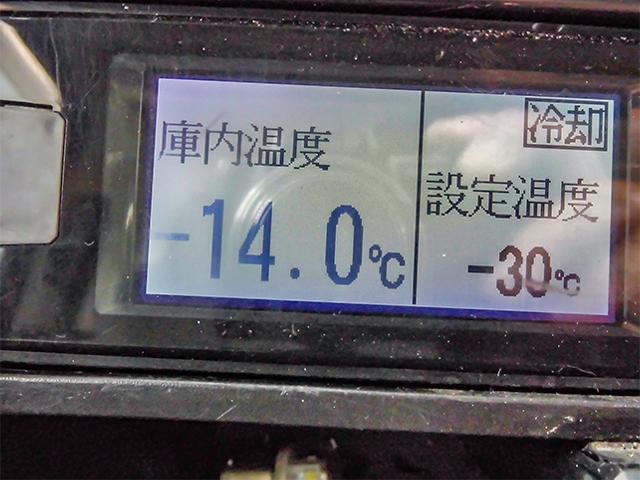 庫内温度
-14.0℃
冷却
設定温度
-30℃